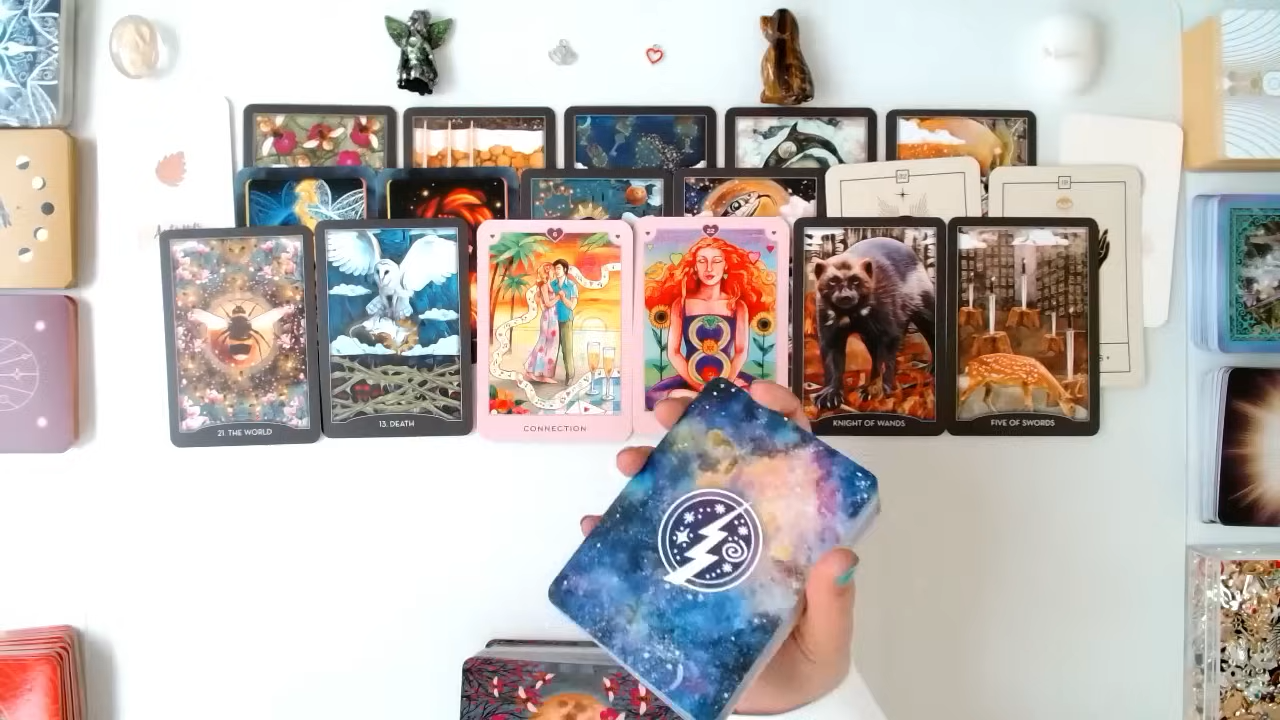 21. THE WORLD
13. DEATH
CONNECTION
KNIGHT OF WANDS
FIVE OF SWORDS